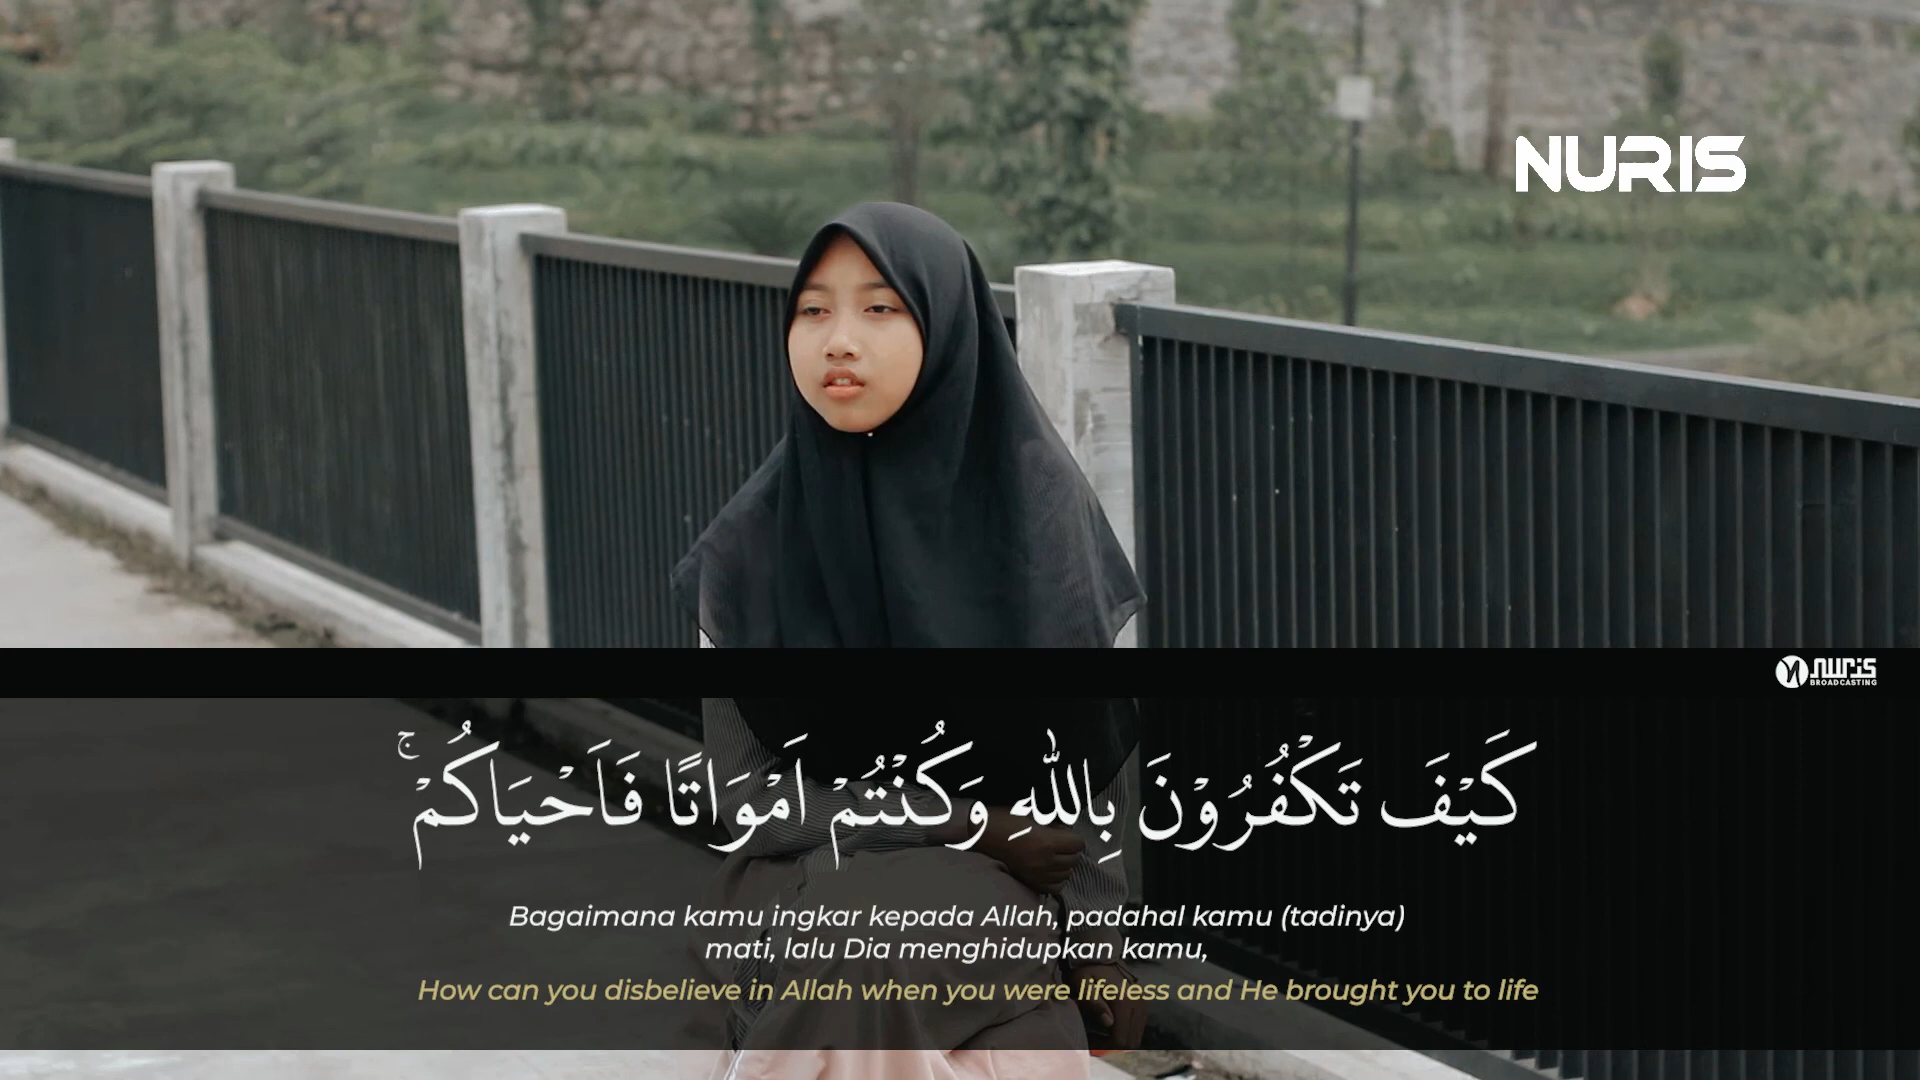 NURIS
NURIS
BROADCASTING
كَيْفَ تَكْفُرُوْنَ بِاللّٰهِ وَكُنْتُمْ اَمْوَاتًا فَاَحْيَاكُمْۚ
Bagaimana kamu ingkar kepada Allah, padahal kamu (tadinya)
mati, lalu Dia menghidupkan kamu,
How can you disbelieve in Allah when you were lifeless and He brought you to life